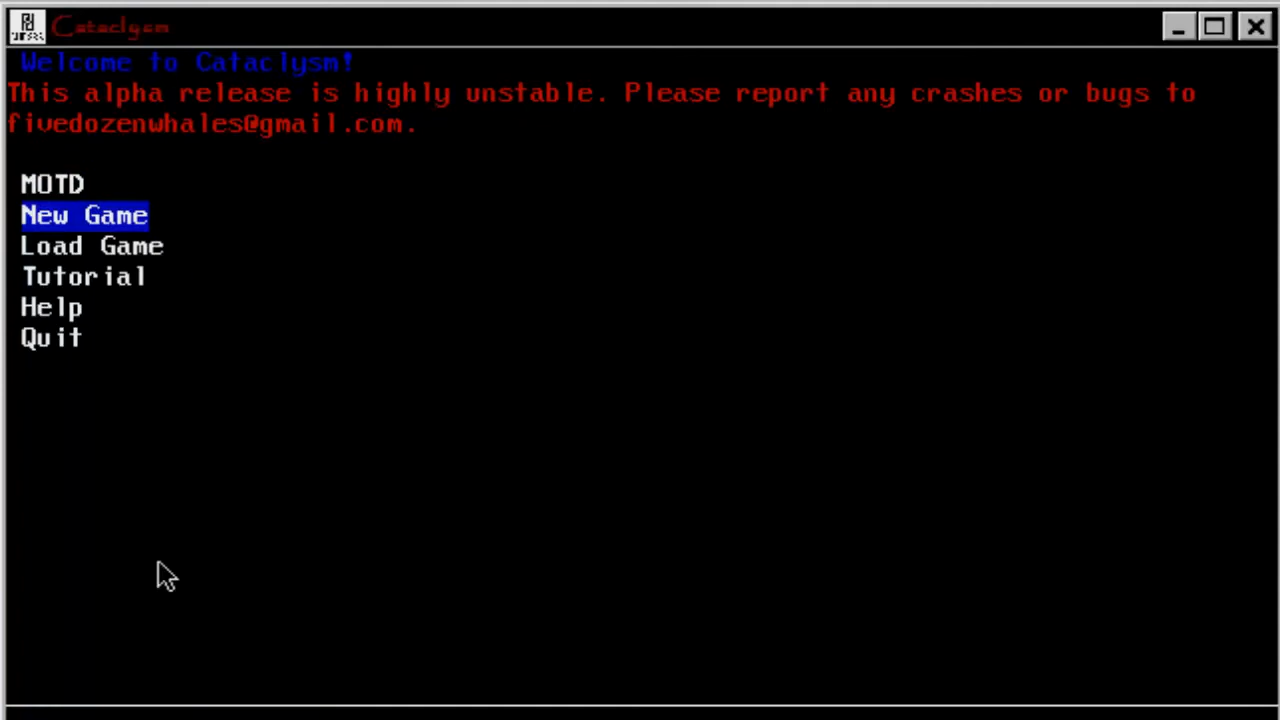 Cataclysm
Welcome to Cataclysm!
This alpha release is highly unstable. Please report any crashes or bugs to
fivedozenwhales@gmail.com.
MOTD
New Game
Load Game
Tutorial
Help
Quit